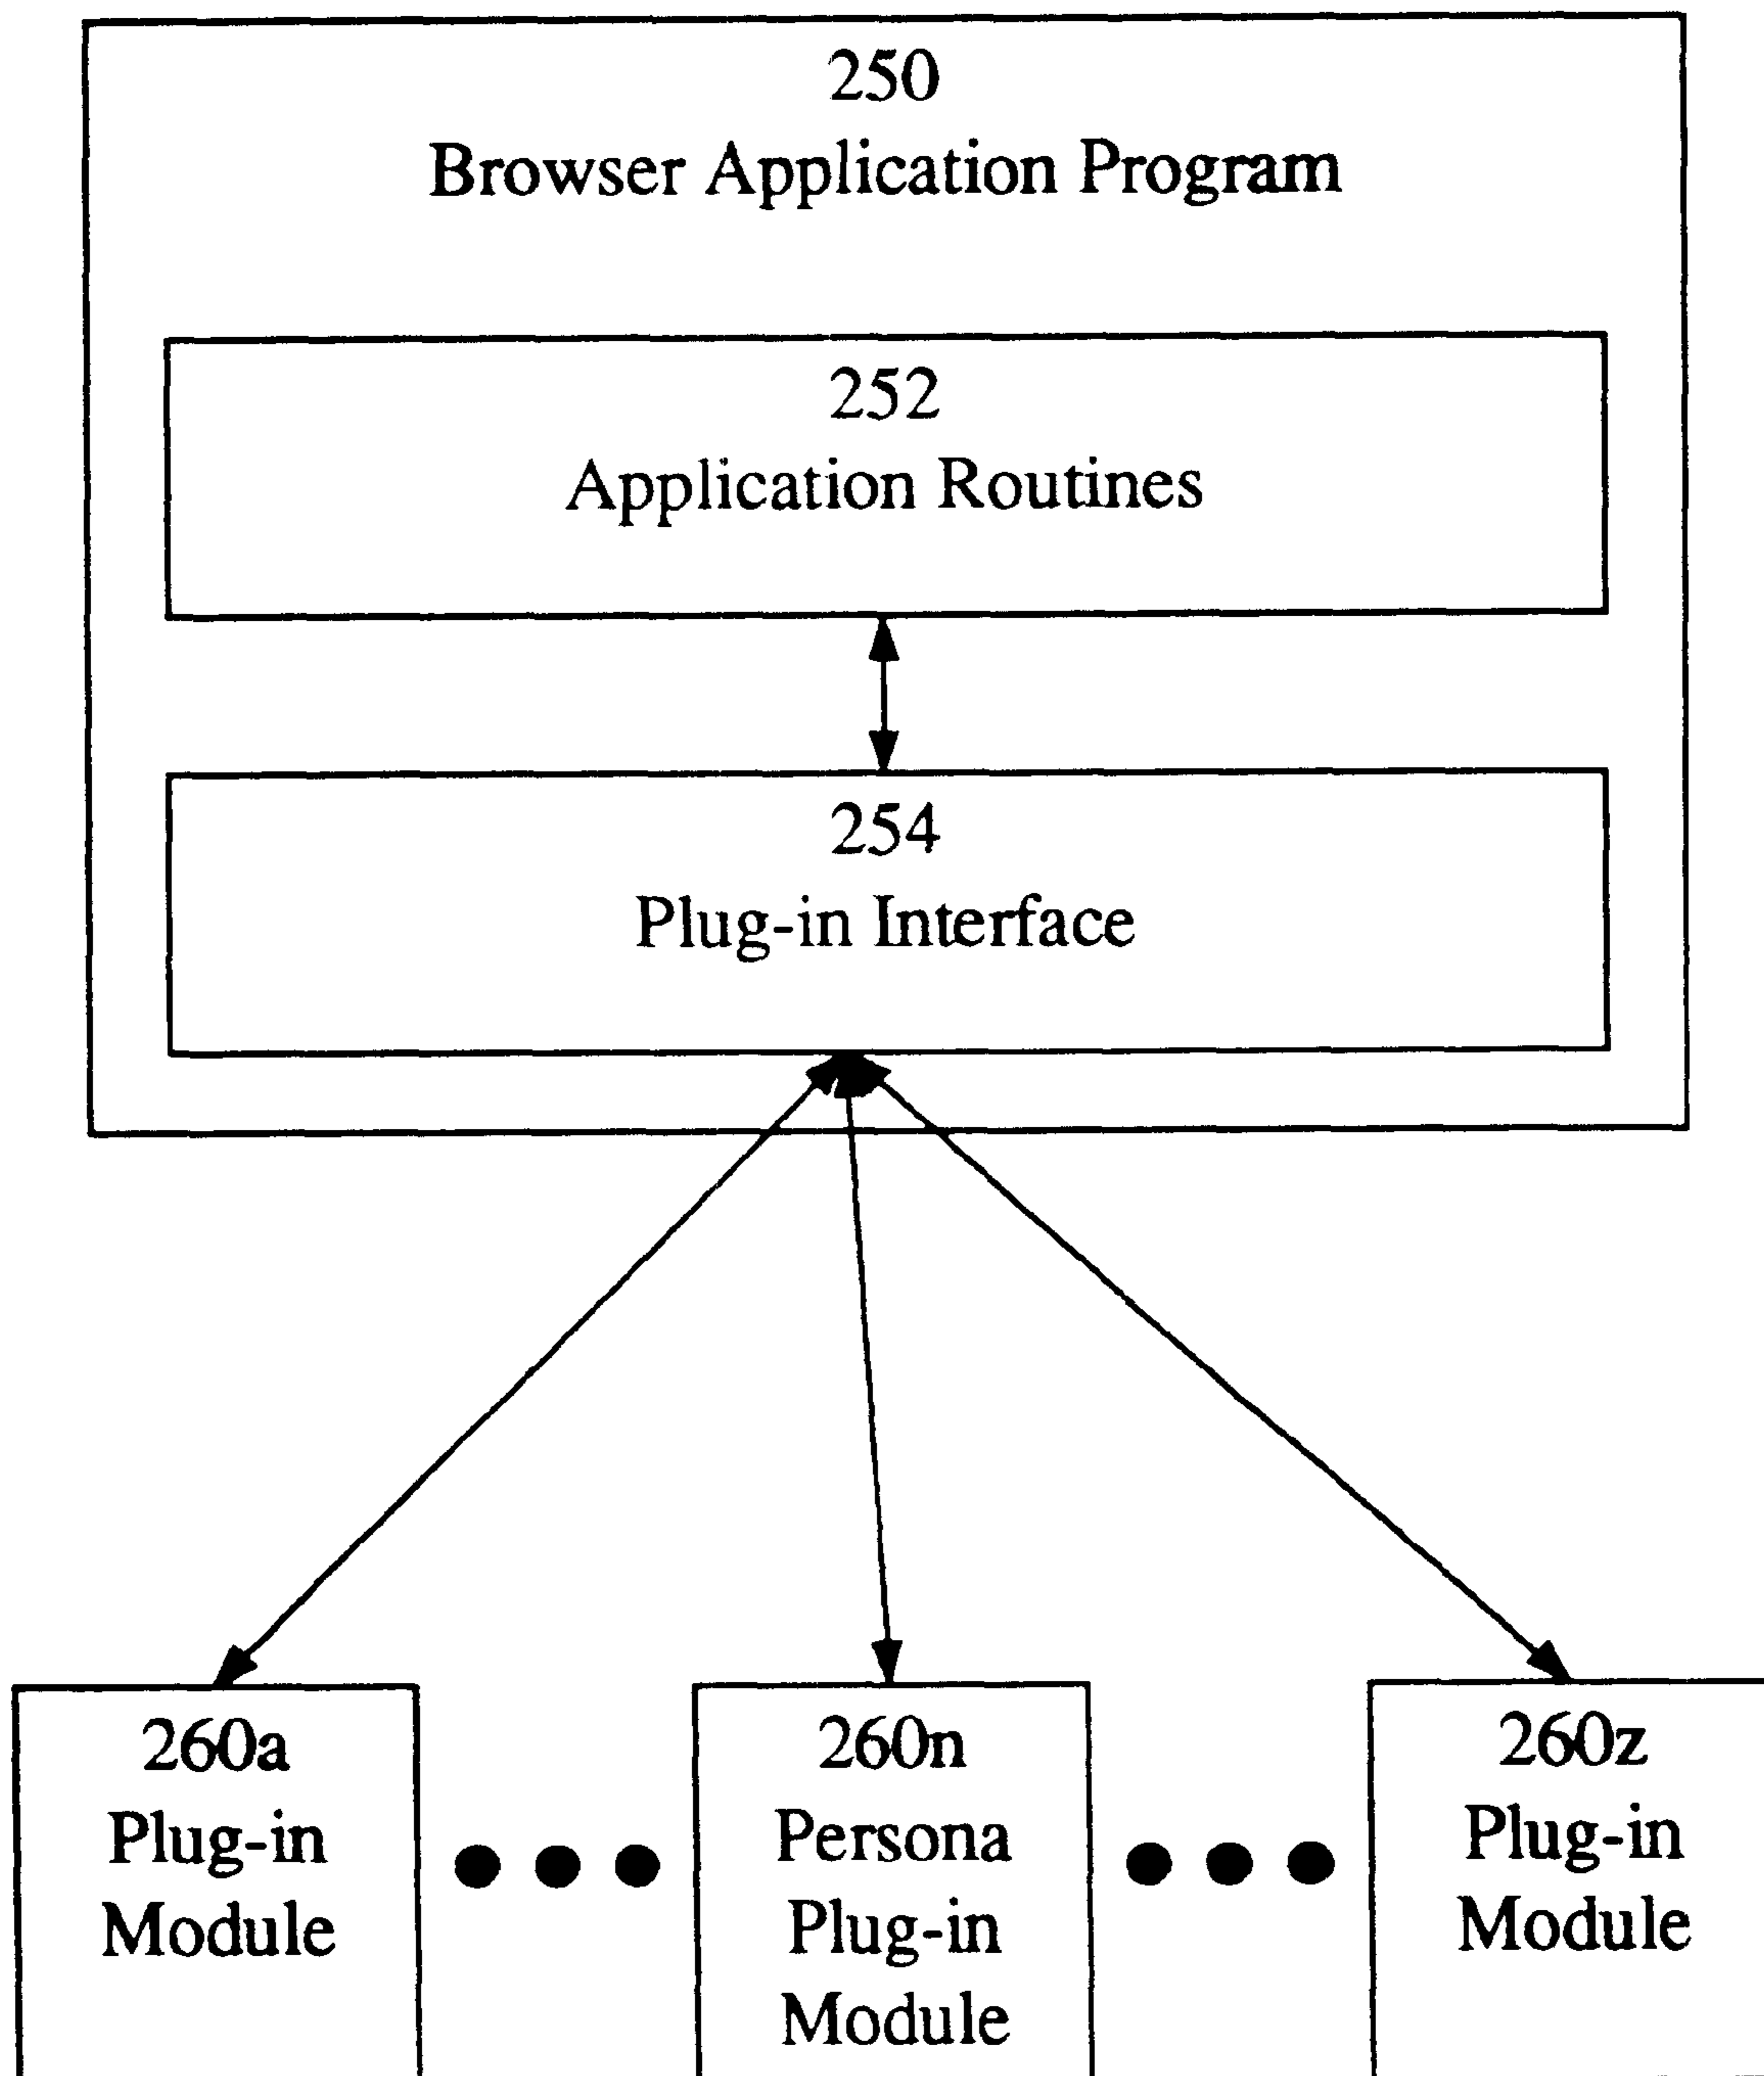 250
Browser Application Program
252
Application Routines
254
Plug-in Interface
260a
Plug-in
Module
260n
Persona
Plug-in
Module
260z
Plug-in
Module